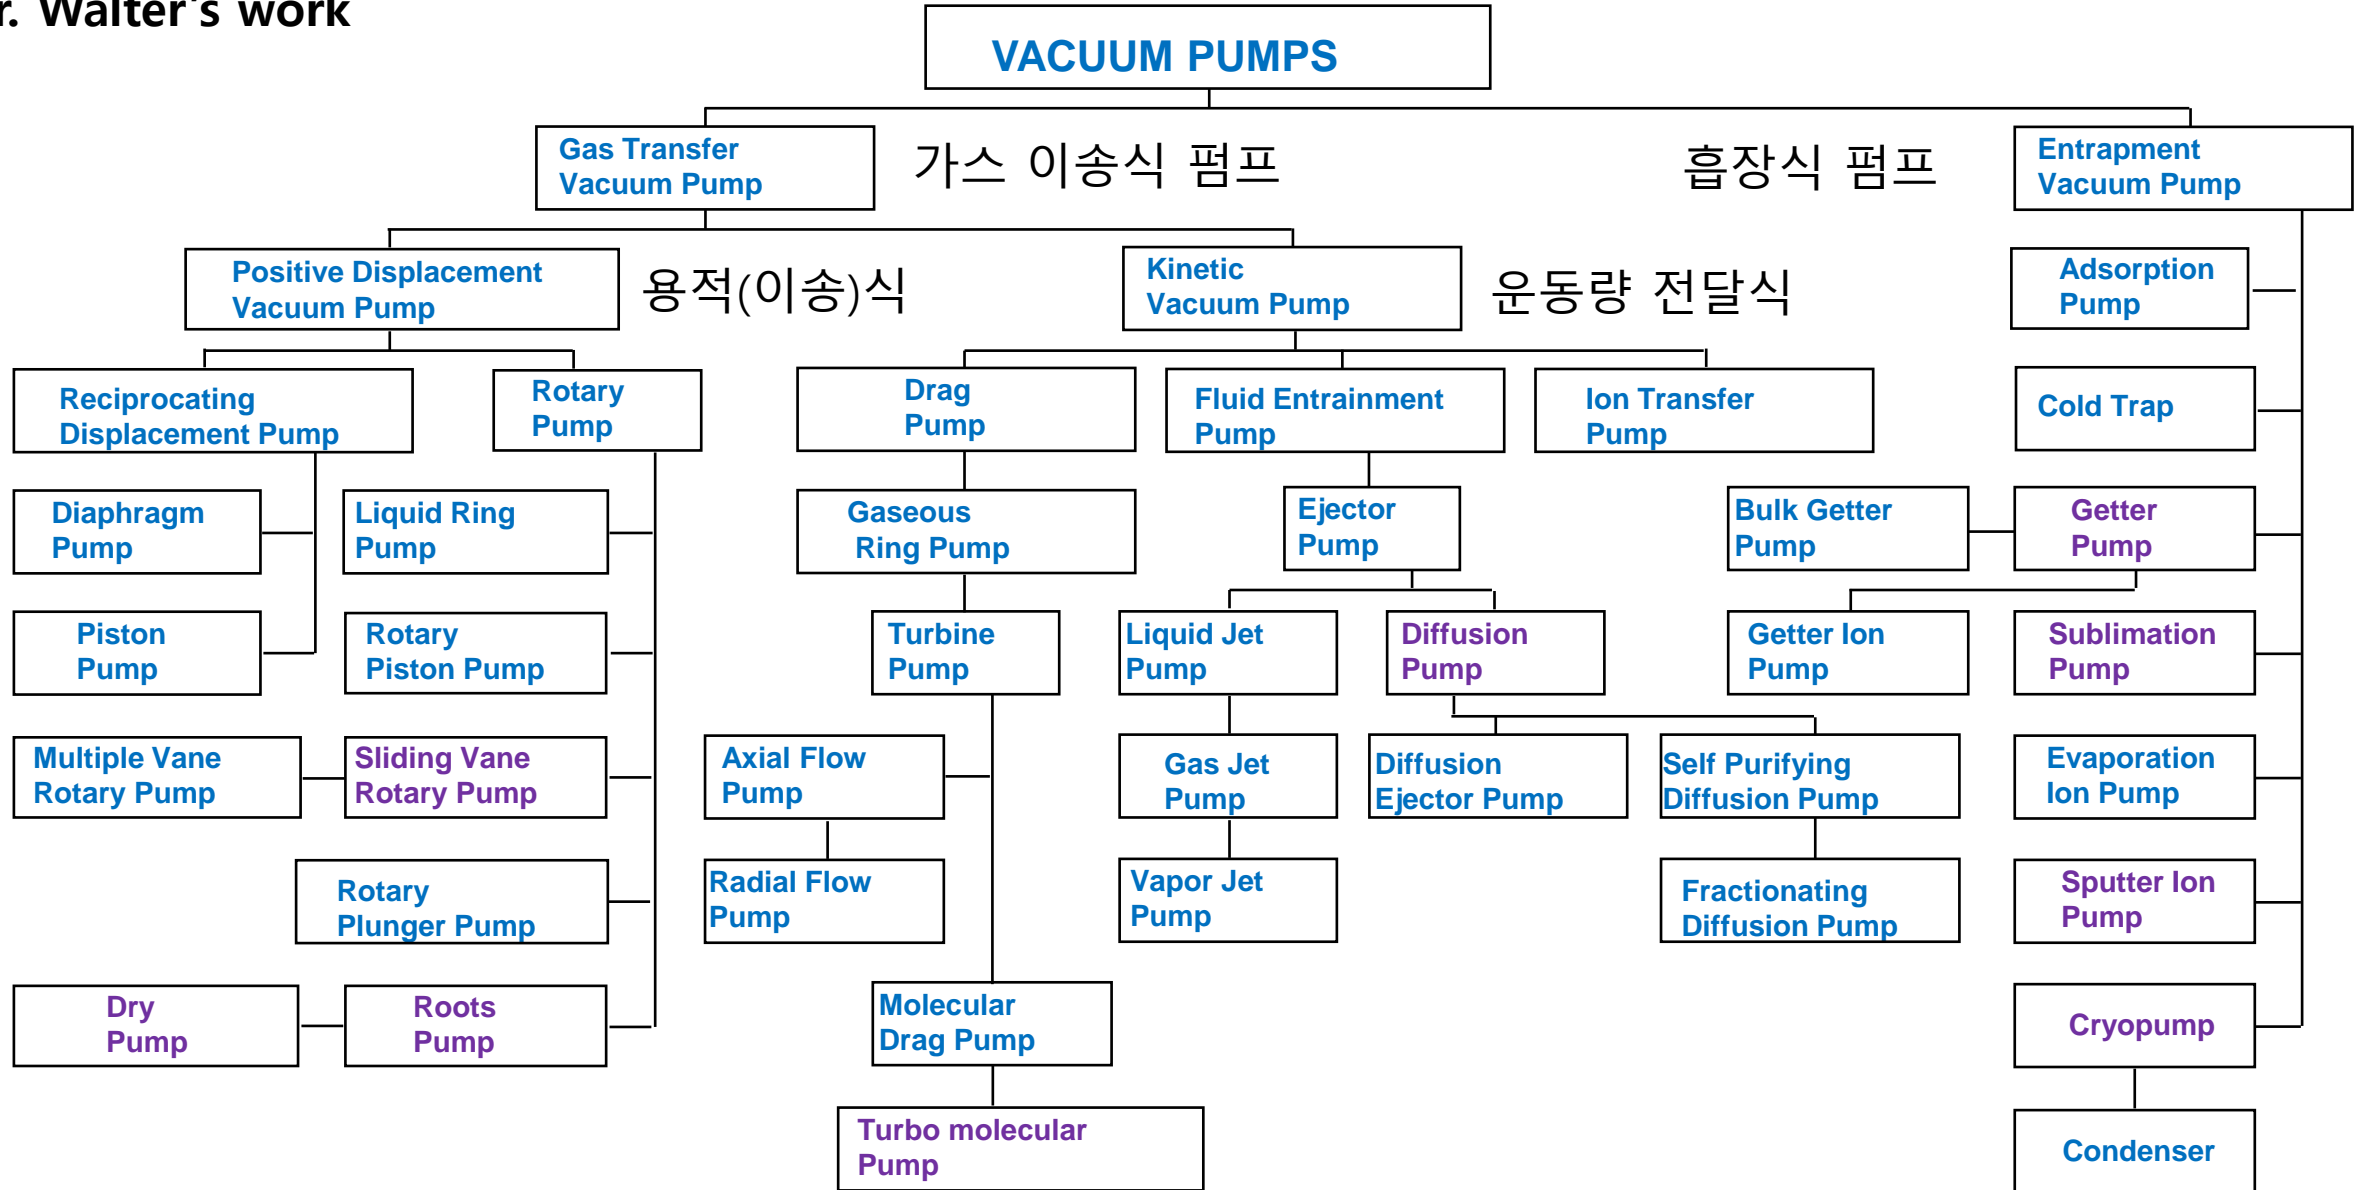 r. Walter's work
VACUUM PUMPS
Gas Transfer
Vacuum Pump
가스 이송식 펌프
흡장식 펌프
Entrapment
Vacuum Pump
Positive Displacement
Vacuum Pump
용적(이송)식
Kinetic
Vacuum Pump
운동량 전달식
Adsorption
Pump
Reciprocating
Displacement Pump
Rotary
Pump
Drag
Pump
Fluid Entrainment
Pump
Ion Transfer
Pump
Cold Trap
Diaphragm
Pump
Liquid Ring
Pump
Gaseous
Ring Pump
Ejector
Pump
Bulk Getter
Pump
Getter
Pump
Piston
Pump
Rotary
Piston Pump
Turbine
Pump
Liquid Jet
Pump
Diffusion
Pump
Getter Ion
Pump
Sublimation
Pump
Multiple Vane
Rotary Pump
Sliding Vane
Rotary Pump
Axial Flow
Pump
Gas Jet
Pump
Diffusion
Ejector Pump
Self Purifying
Diffusion Pump
Evaporation
Ion Pump
Rotary
Plunger Pump
Radial Flow
Pump
Vapor Jet
Pump
Fractionating
Diffusion Pump
Sputter Ion
Pump
Dry
Pump
Roots
Pump
Molecular
Drag Pump
Cryopump
Turbo molecular
Pump
Condenser